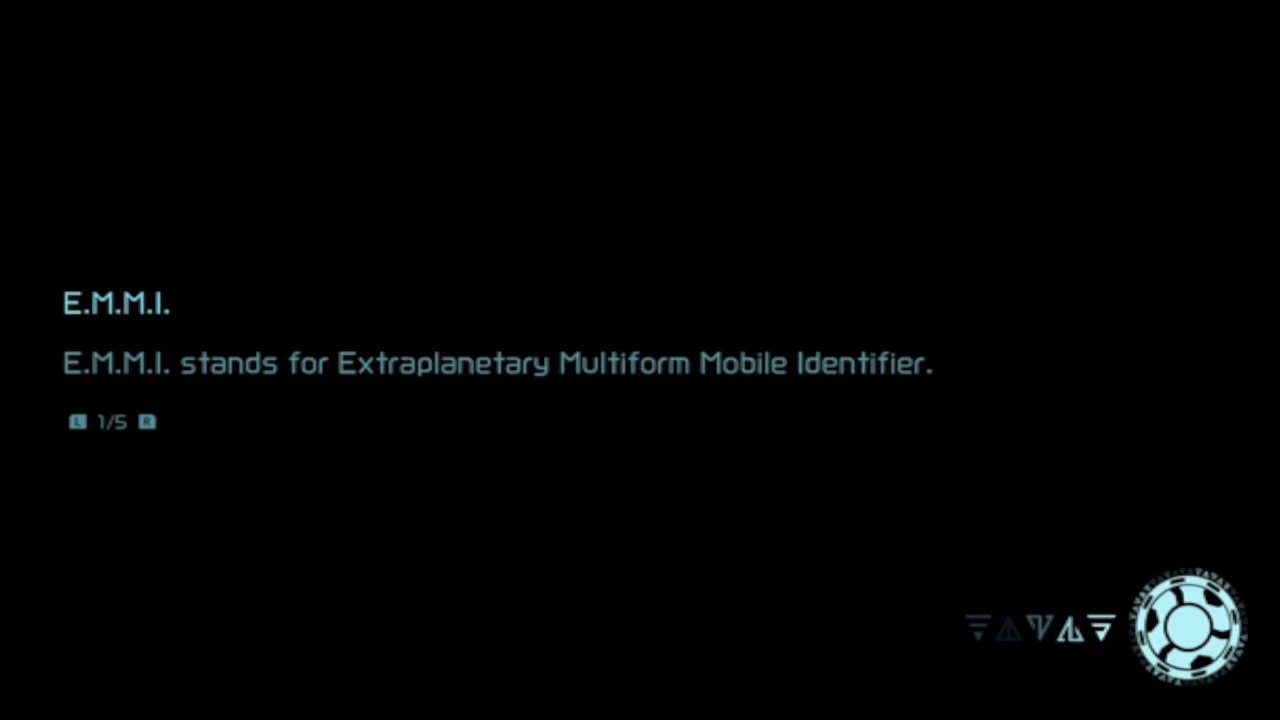 E.M.M.I.
E.M.M.I. stands for Extraplanetary Multiform Mobile Identifier.
L 1/5 R